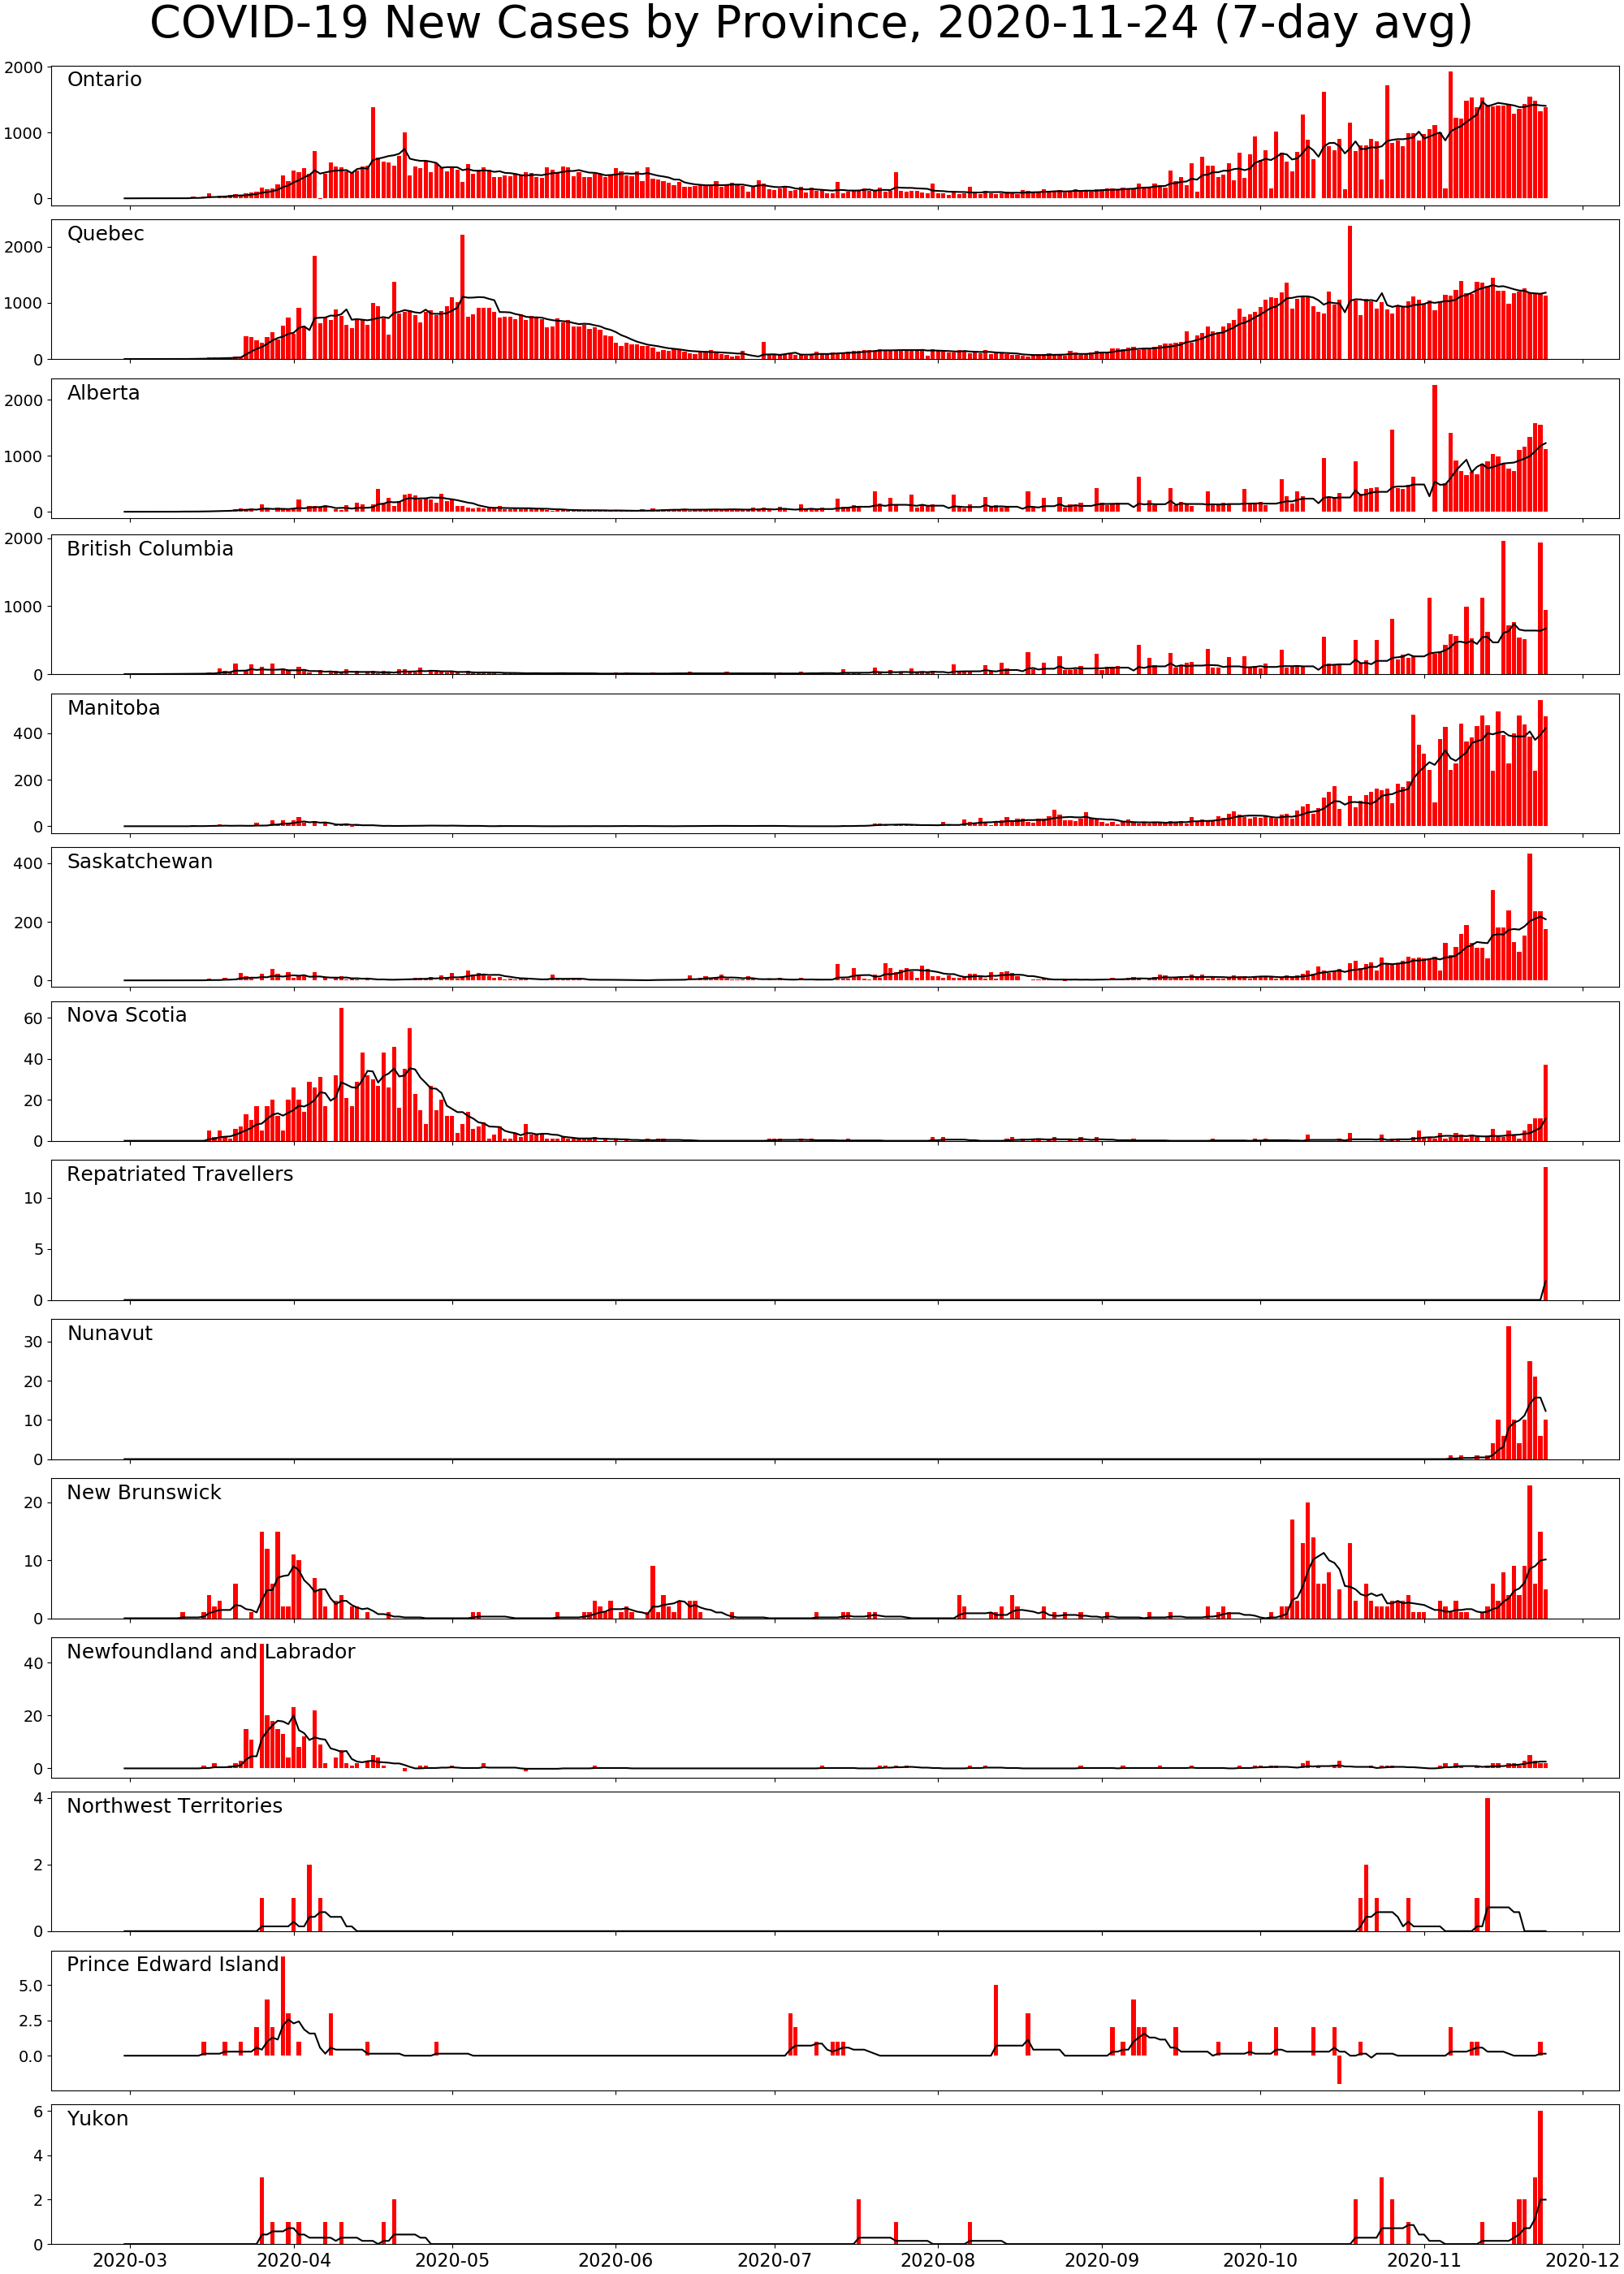 COVID-19 New Cases by Province, 2020-11-24 (7-day avg)
Ontario
2000
1000
0
Quebec
2000
1000
0
Alberta
2000
1000
0
British Columbia
2000
1000
0
Manitoba
400
200
0
Saskatchewan
400
200
0
Nova Scotia
60
40
20
0
Repatriated Travellers
10
5
0
Nunavut
30
20
10
0
New Brunswick
20
10
0
Newfoundland and Labrador
40
20
0
Northwest Territories
4
2
0
Prince Edward Island
5.0
2.5
0.0
Yukon
6
4
2
0
2020-03 2020-04 2020-05 2020-06 2020-07 2020-08 2020-09 2020-10 2020-11 2020-12